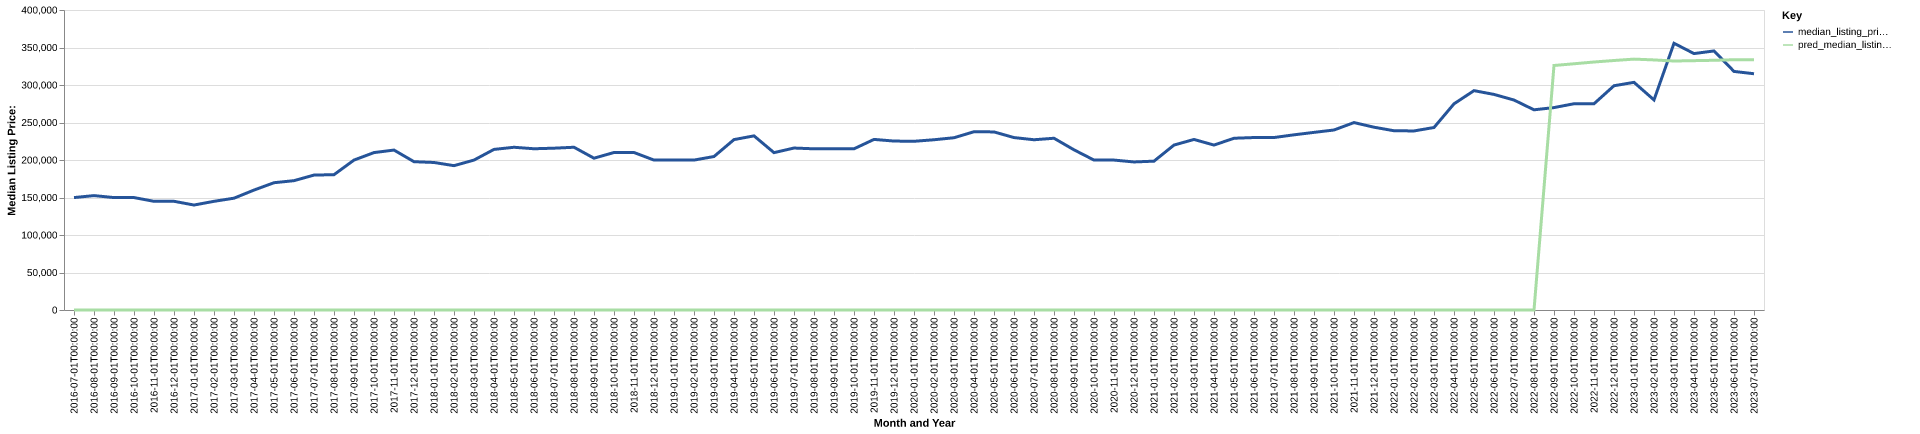 400,000
350,000
300,000
250,000
200,000
150,000
100,000
50,000
0
Median Listing Price:
2016-07-01T00:00:00
2016-08-01T00:00:00
2016-09-01T00:00:00
2016-10-01T00:00:00
2016-11-01T00:00:00
2016-12-01T00:00:00
2017-01-01T00:00:00
2017-02-01T00:00:00
2017-03-01T00:00:00
2017-04-01T00:00:00
2017-05-01T00:00:00
2017-06-01T00:00:00
2017-07-01T00:00:00
2017-08-01T00:00:00
2017-09-01T00:00:00
2017-10-01T00:00:00
2017-11-01T00:00:00
2017-12-01T00:00:00
2018-01-01T00:00:00
2018-02-01T00:00:00
2018-03-01T00:00:00
2018-04-01T00:00:00
2018-05-01T00:00:00
2018-06-01T00:00:00
2018-07-01T00:00:00
2018-08-01T00:00:00
2018-09-01T00:00:00
2018-10-01T00:00:00
2018-11-01T00:00:00
2018-12-01T00:00:00
2019-01-01T00:00:00
2019-02-01T00:00:00
2019-03-01T00:00:00
2019-04-01T00:00:00
2019-05-01T00:00:00
2019-06-01T00:00:00
2019-07-01T00:00:00
2019-08-01T00:00:00
2019-09-01T00:00:00
2019-10-01T00:00:00
2019-11-01T00:00:00
2019-12-01T00:00:00
2020-01-01T00:00:00
2020-02-01T00:00:00
2020-03-01T00:00:00
2020-04-01T00:00:00
2020-05-01T00:00:00
2020-06-01T00:00:00
2020-07-01T00:00:00
2020-08-01T00:00:00
2020-09-01T00:00:00
2020-10-01T00:00:00
2020-11-01T00:00:00
2020-12-01T00:00:00
2021-01-01T00:00:00
2021-02-01T00:00:00
2021-03-01T00:00:00
2021-04-01T00:00:00
2021-05-01T00:00:00
2021-06-01T00:00:00
2021-07-01T00:00:00
2021-08-01T00:00:00
2021-09-01T00:00:00
2021-10-01T00:00:00
2021-11-01T00:00:00
2021-12-01T00:00:00
2022-01-01T00:00:00
2022-02-01T00:00:00
2022-03-01T00:00:00
2022-04-01T00:00:00
2022-05-01T00:00:00
2022-06-01T00:00:00
2022-07-01T00:00:00
2022-08-01T00:00:00
2022-09-01T00:00:00
2022-10-01T00:00:00
2022-11-01T00:00:00
2022-12-01T00:00:00
2023-01-01T00:00:00
2023-02-01T00:00:00
2023-03-01T00:00:00
2023-04-01T00:00:00
2023-05-01T00:00:00
2023-06-01T00:00:00
2023-07-01T00:00:00
Month and Year
Key
median_listing_pri…
pred_median_listin…